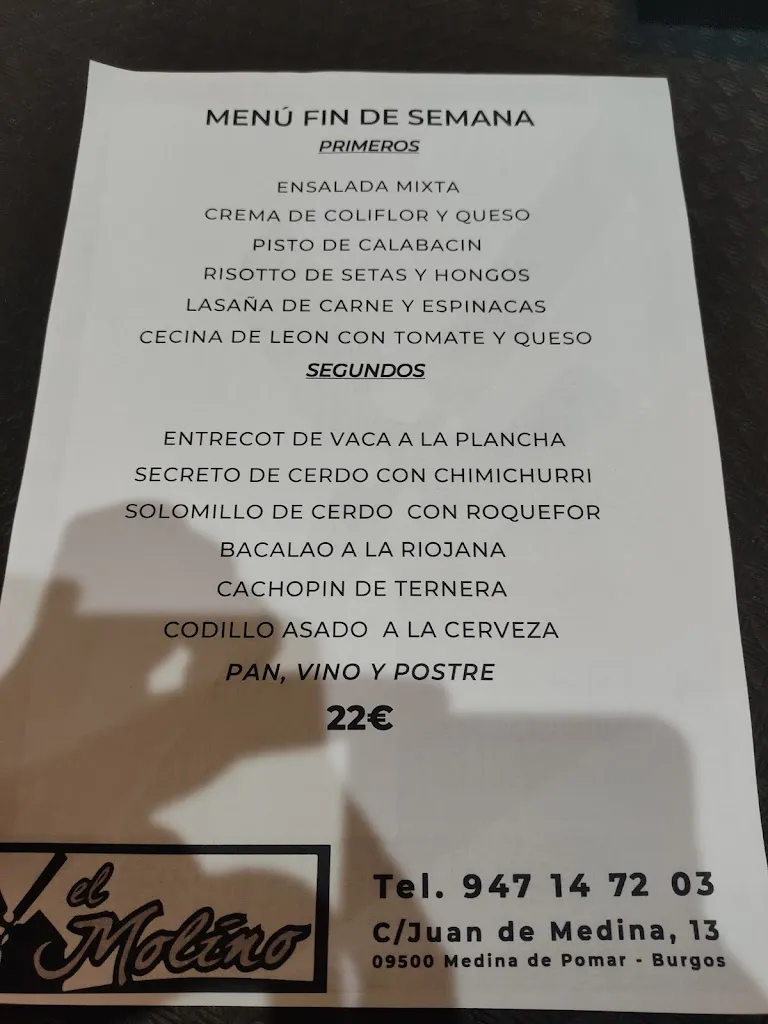 MENÚ FIN DE SEMANA
PRIMEROS
ENSALADA MIXTA
CREMA DE COLIFLOR Y QUESO
PISTO DE CALABACIN
RISOTTO DE SETAS Y HONGOS
LASAÑA DE CARNE Y ESPINACAS
CECINA DE LEON CON TOMATE Y QUESO
SEGUNDOS
ENTRECOT DE VACA A LA PLANCHA
SECRETO DE CERDO CON CHIMICHURRI
SOLOMILLO DE CERDO CON ROQUEFOR
BACALAO A LA RIOJANA
CACHOPIN DE TERNERA
CODILLO ASADO A LA CERVEZA
PAN, VINO Y POSTRE
22€
el
Molino
Tel. 947 14 72 03
C/Juan de Medina, 13
09500 Medina de Pomar - Burgos